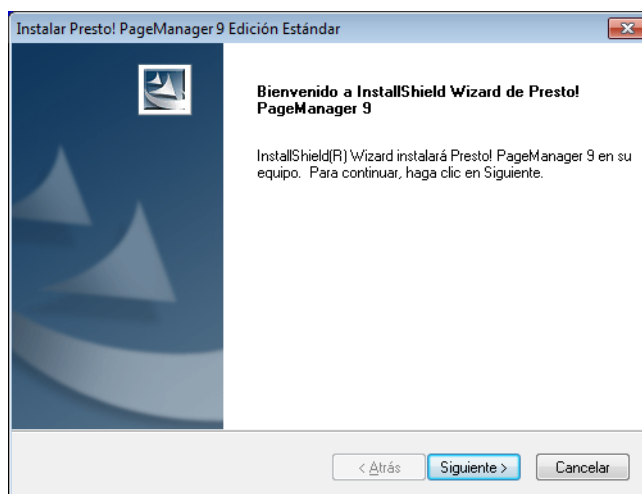 Instalar Presto! PageManager 9 Edición Estándar
Bienvenido a InstallShield Wizard de Presto!
PageManager 9
InstallShield(R) Wizard instalará Presto! PageManager 9 en su
equipo. Para continuar, haga clic en Siguiente.
< Atrás Siguiente > Cancelar